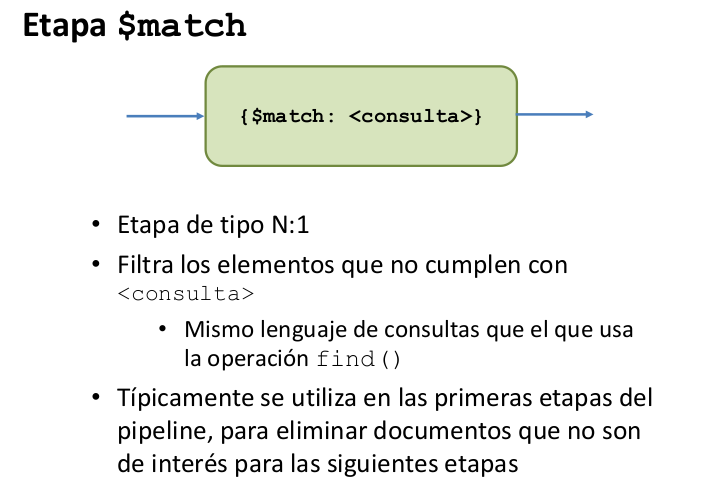 Etapa $match
{$match: <consulta>}
• Etapa de tipo N:1
• Filtra los elementos que no cumplen con
<consulta>
• Mismo lenguaje de consultas que el que usa
la operación find()
• Típicamente se utiliza en las primeras etapas del
pipeline, para eliminar documentos que no son
de interés para las siguientes etapas